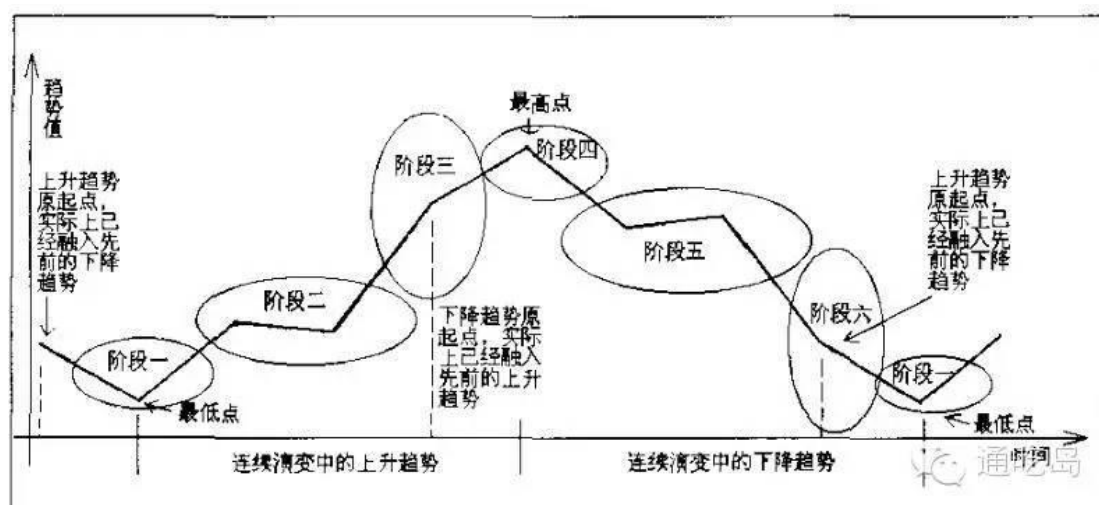 趋
势
值
上升趋势
原起点，
实际上已
经融入先
前的下降
趋势
阶段一
最低点
阶段二
阶段三
下降趋势原
起点，实际
上已经融入
先前的上升
趋势
最高点
阶段四
阶段五
阶段六
上升趋势
原起点，
实际上已
经融入先
前的下降
趋势
阶段一
最低点
连续演变中的上升趋势
连续演变中的下降趋势
时间
通吃岛